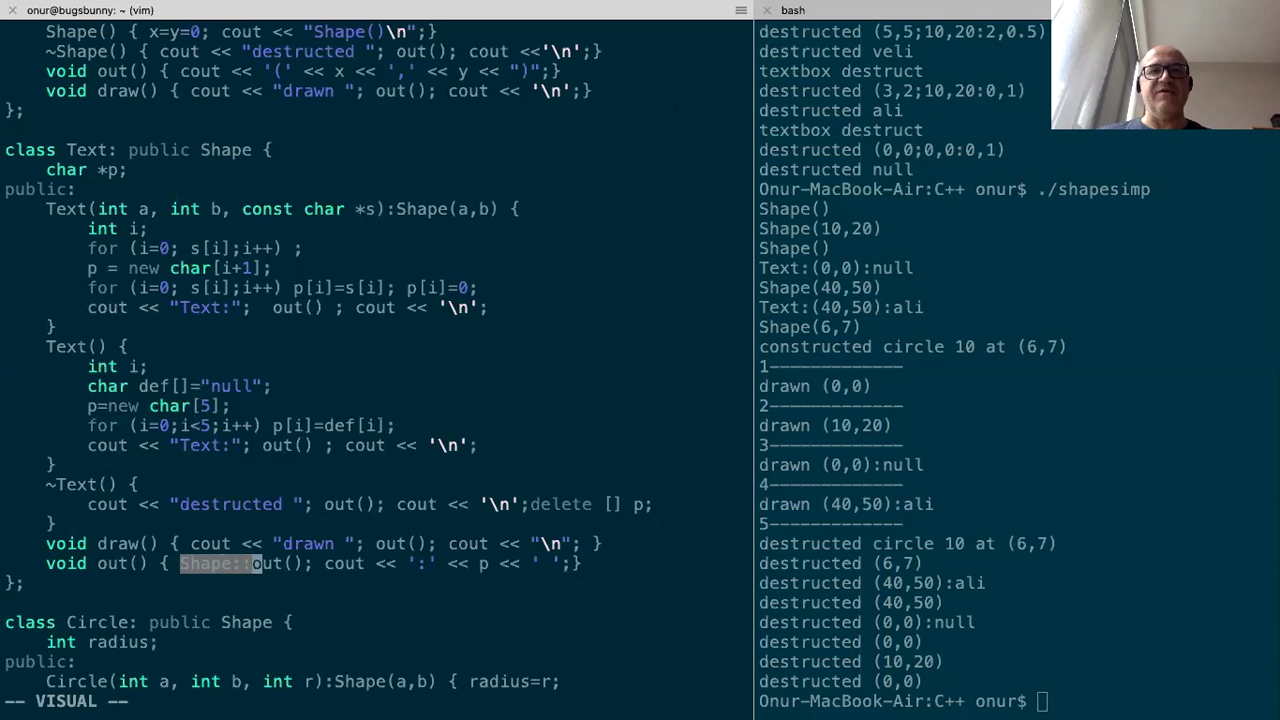 onur@bugsbunny: ~ (vim)
Shape() { x=y=0; cout << "Shape()\n";}
~Shape() { cout << "destructed "; out(); cout <<'\n';}
void out() { cout << '(' << x << ',' << y << ")";}
void draw() { cout << "drawn "; out(); cout << '\n';}
};
class Text: public Shape {
char *p;
public:
Text(int a, int b, const char *s):Shape(a,b) {
int i;
for (i=0; s[i];i++) ;
p = new char[i+1];
for (i=0; s[i];i++) p[i]=s[i]; p[i]=0;
cout << "Text:";  out() ; cout << '\n';
}
Text() {
int i;
char def[]="null";
p=new char[5];
for (i=0;i<5;i++) p[i]=def[i];
cout << "Text:"; out() ; cout << '\n';
}
~Text() {
cout << "destructed "; out(); cout << '\n';delete [] p;
}
void draw() { cout << "drawn "; out(); cout << "\n"; }
void out() { Shape::out(); cout << ':' << p << ' ';}
};
class Circle: public Shape {
int radius;
public:
Circle(int a, int b, int r):Shape(a,b) { radius=r;
-- VISUAL --
bash
destructed (5,5;10,20:2,0.5)
destructed veli
textbox destruct
destructed (3,2;10,20:0,1)
destructed ali
textbox destruct
destructed (0,0;0,0:0,1)
destructed null
Onur-MacBook-Air:C++ onur$ ./shapesimp
Shape()
Shape(10,20)
Shape()
Text:(0,0):null
Shape(40,50)
Text:(40,50):ali
Shape(6,7)
constructed circle 10 at (6,7)
1-------------
drawn (0,0)
2-------------
drawn (10,20)
3-------------
drawn (0,0):null
4-------------
drawn (40,50):ali
5-------------
destructed circle 10 at (6,7)
destructed (6,7)
destructed (40,50):ali
destructed (40,50)
destructed (0,0):null
destructed (0,0)
destructed (10,20)
destructed (0,0)
Onur-MacBook-Air:C++ onur$